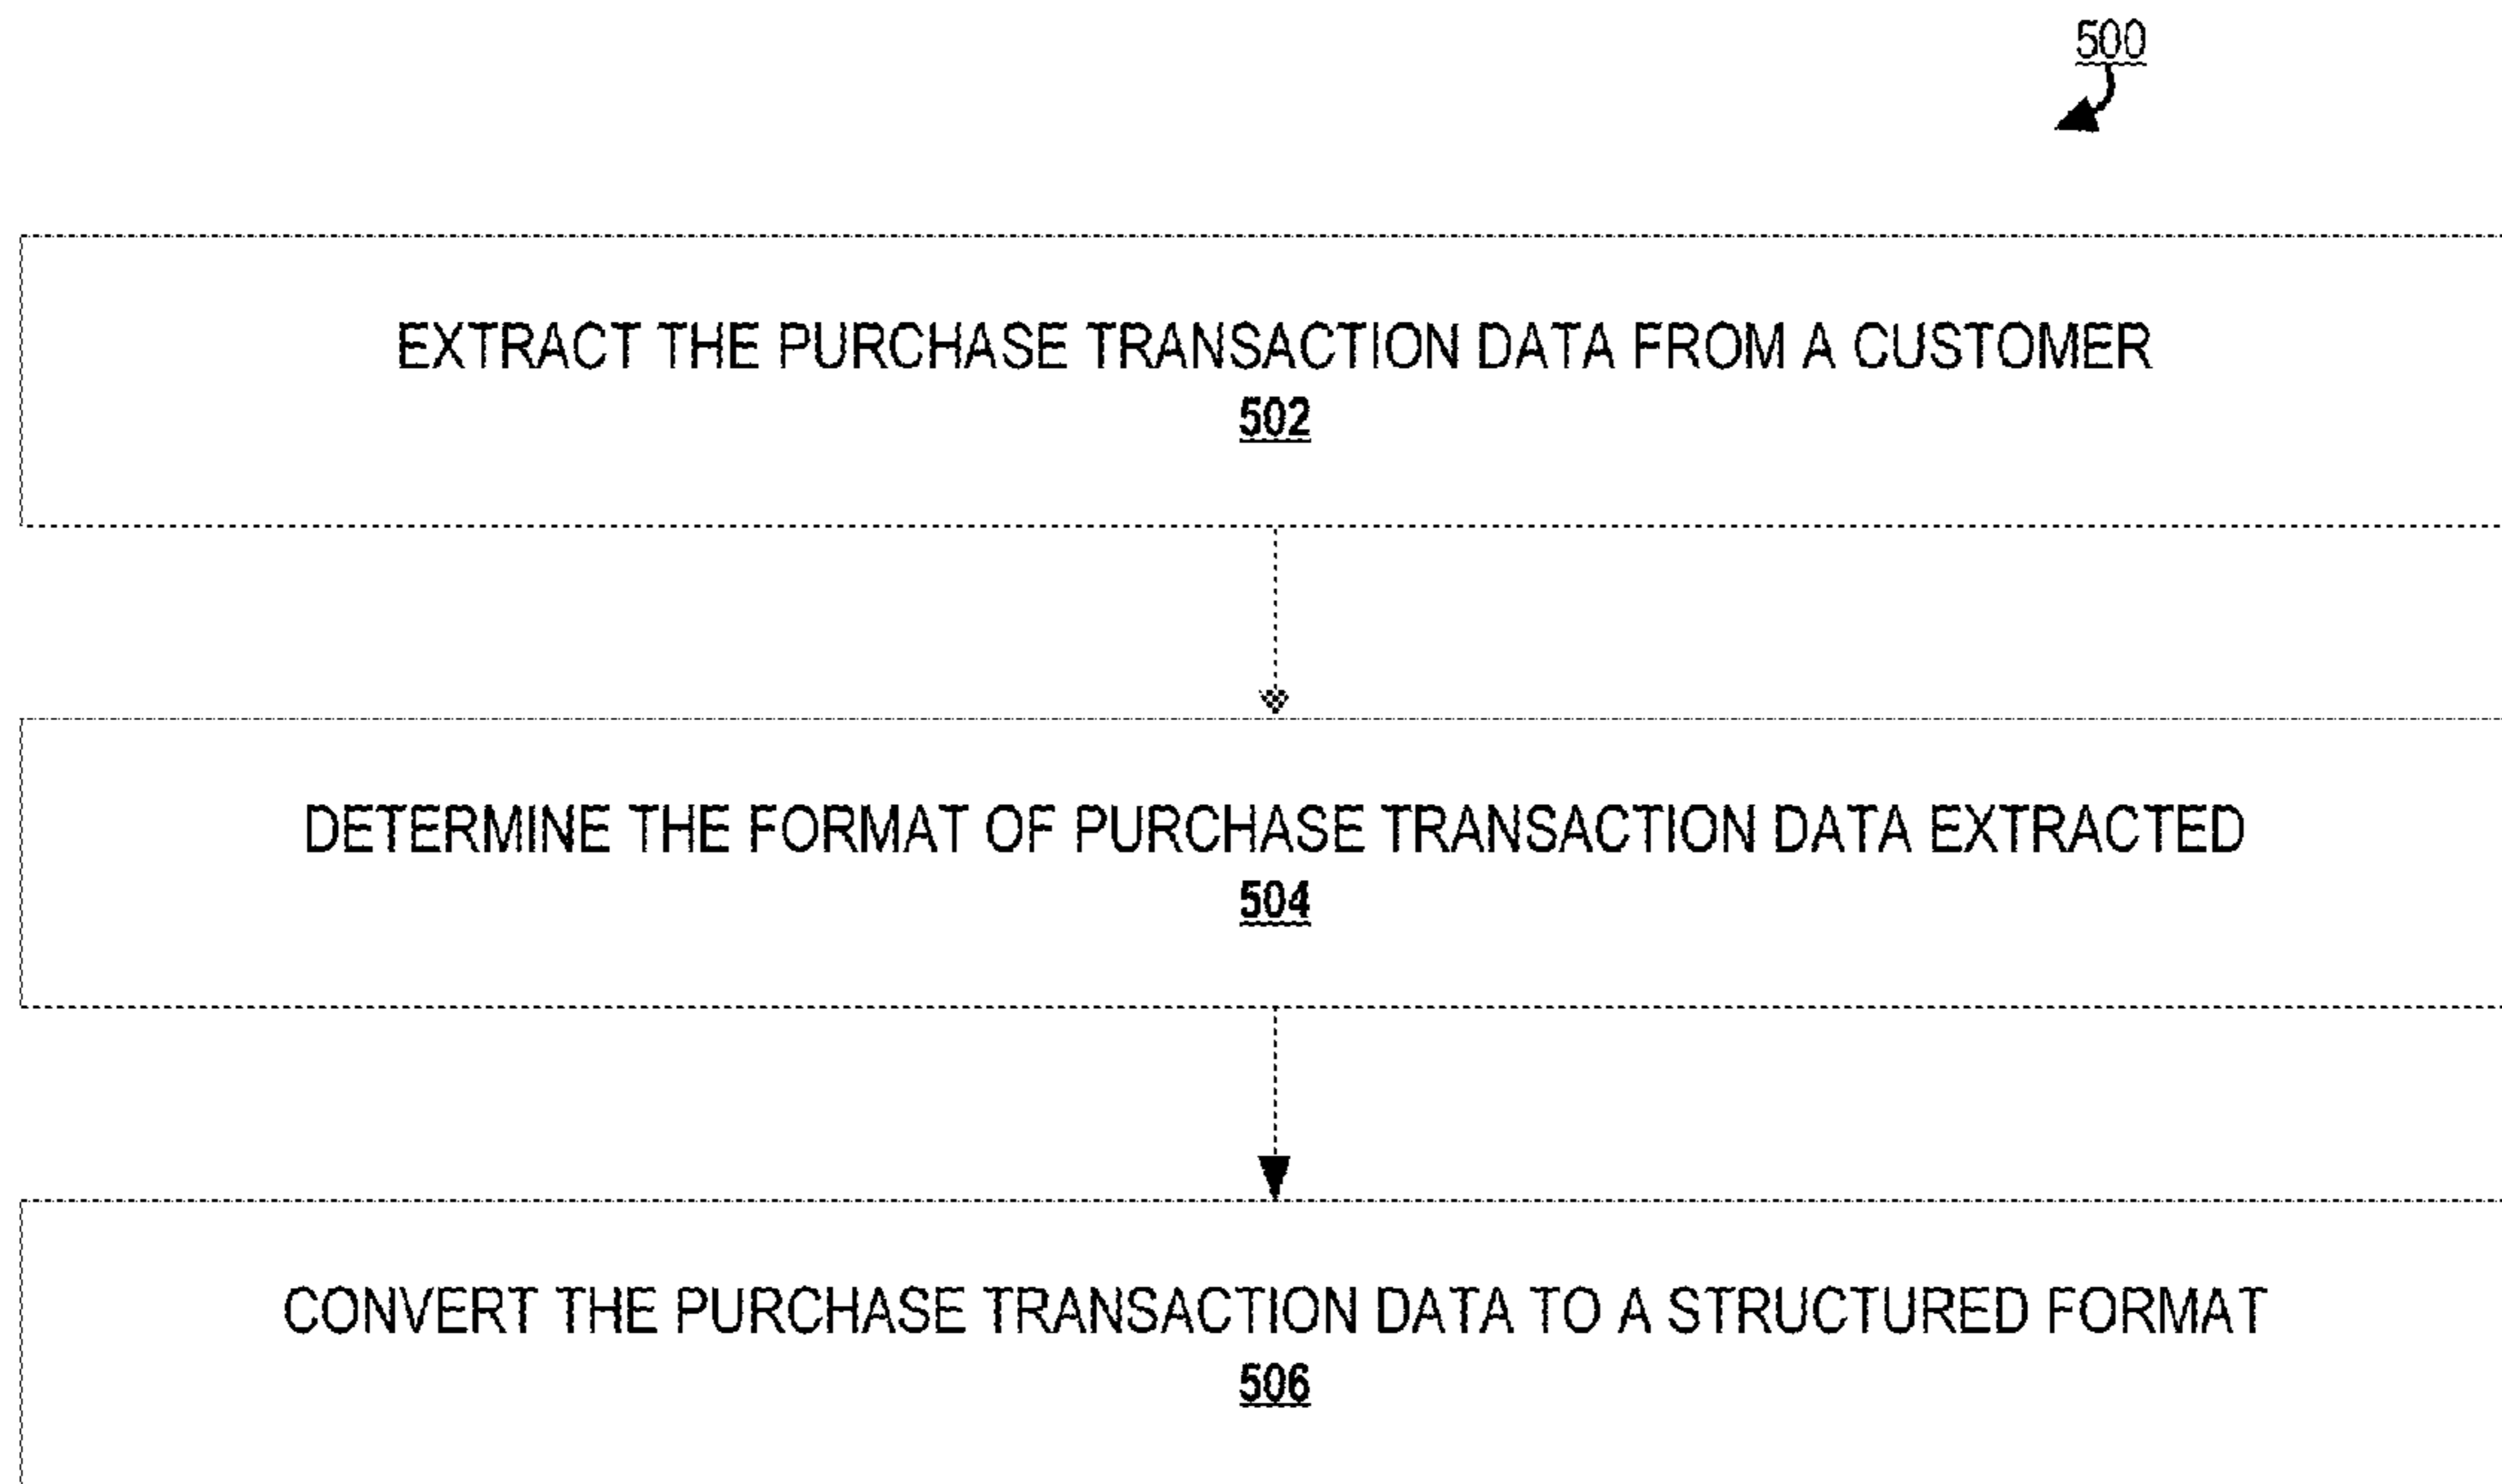 500
EXTRACT THE PURCHASE TRANSACTION DATA FROM A CUSTOMER
502
DETERMINE THE FORMAT OF PURCHASE TRANSACTION DATA EXTRACTED
504
CONVERT THE PURCHASE TRANSACTION DATA TO A STRUCTURED FORMAT
506